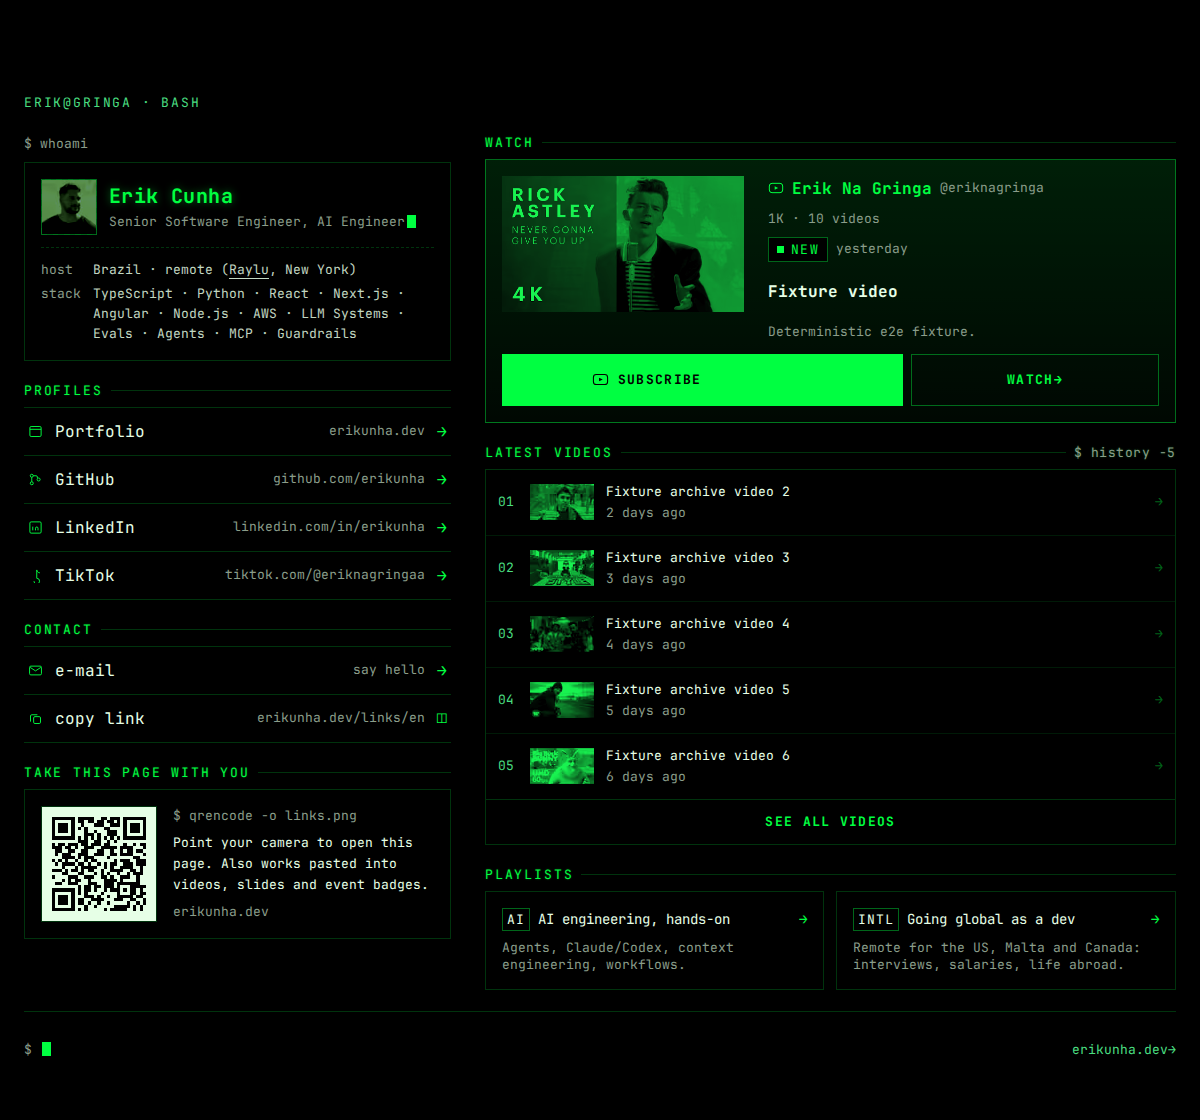 ERIK@GRINGA · BASH
$ whoami
Erik Cunha
Senior Software Engineer, AI Engineer
host Brazil · remote (Raylu, New York)
stack TypeScript · Python · React · Next.js ·
Angular · Node.js · AWS · LLM Systems ·
Evals · Agents · MCP · Guardrails
PROFILES
Portfolio erikunha.dev →
GitHub github.com/erikunha →
LinkedIn linkedin.com/in/erikunha →
TikTok tiktok.com/@eriknagringaa →
CONTACT
e-mail say hello →
copy link erikunha.dev/links/en
TAKE THIS PAGE WITH YOU
$ qrencode -o links.png
Point your camera to open this
page. Also works pasted into
videos, slides and event badges.
erikunha.dev
WATCH
RICK
ASTLEY
NEVER GONNA
GIVE YOU UP
4K
Erik Na Gringa @eriknagringa
1K · 10 videos
NEW yesterday
Fixture video
Deterministic e2e fixture.
SUBSCRIBE
WATCH→
LATEST VIDEOS $ history -5
01 Fixture archive video 2 →
2 days ago
02 Fixture archive video 3 →
3 days ago
03 Fixture archive video 4 →
4 days ago
04 Fixture archive video 5 →
5 days ago
05 Fixture archive video 6 →
6 days ago
SEE ALL VIDEOS
PLAYLISTS
AI AI engineering, hands-on →
Agents, Claude/Codex, context
engineering, workflows.
INTL Going global as a dev →
Remote for the US, Malta and Canada:
interviews, salaries, life abroad.
$
erikunha.dev→